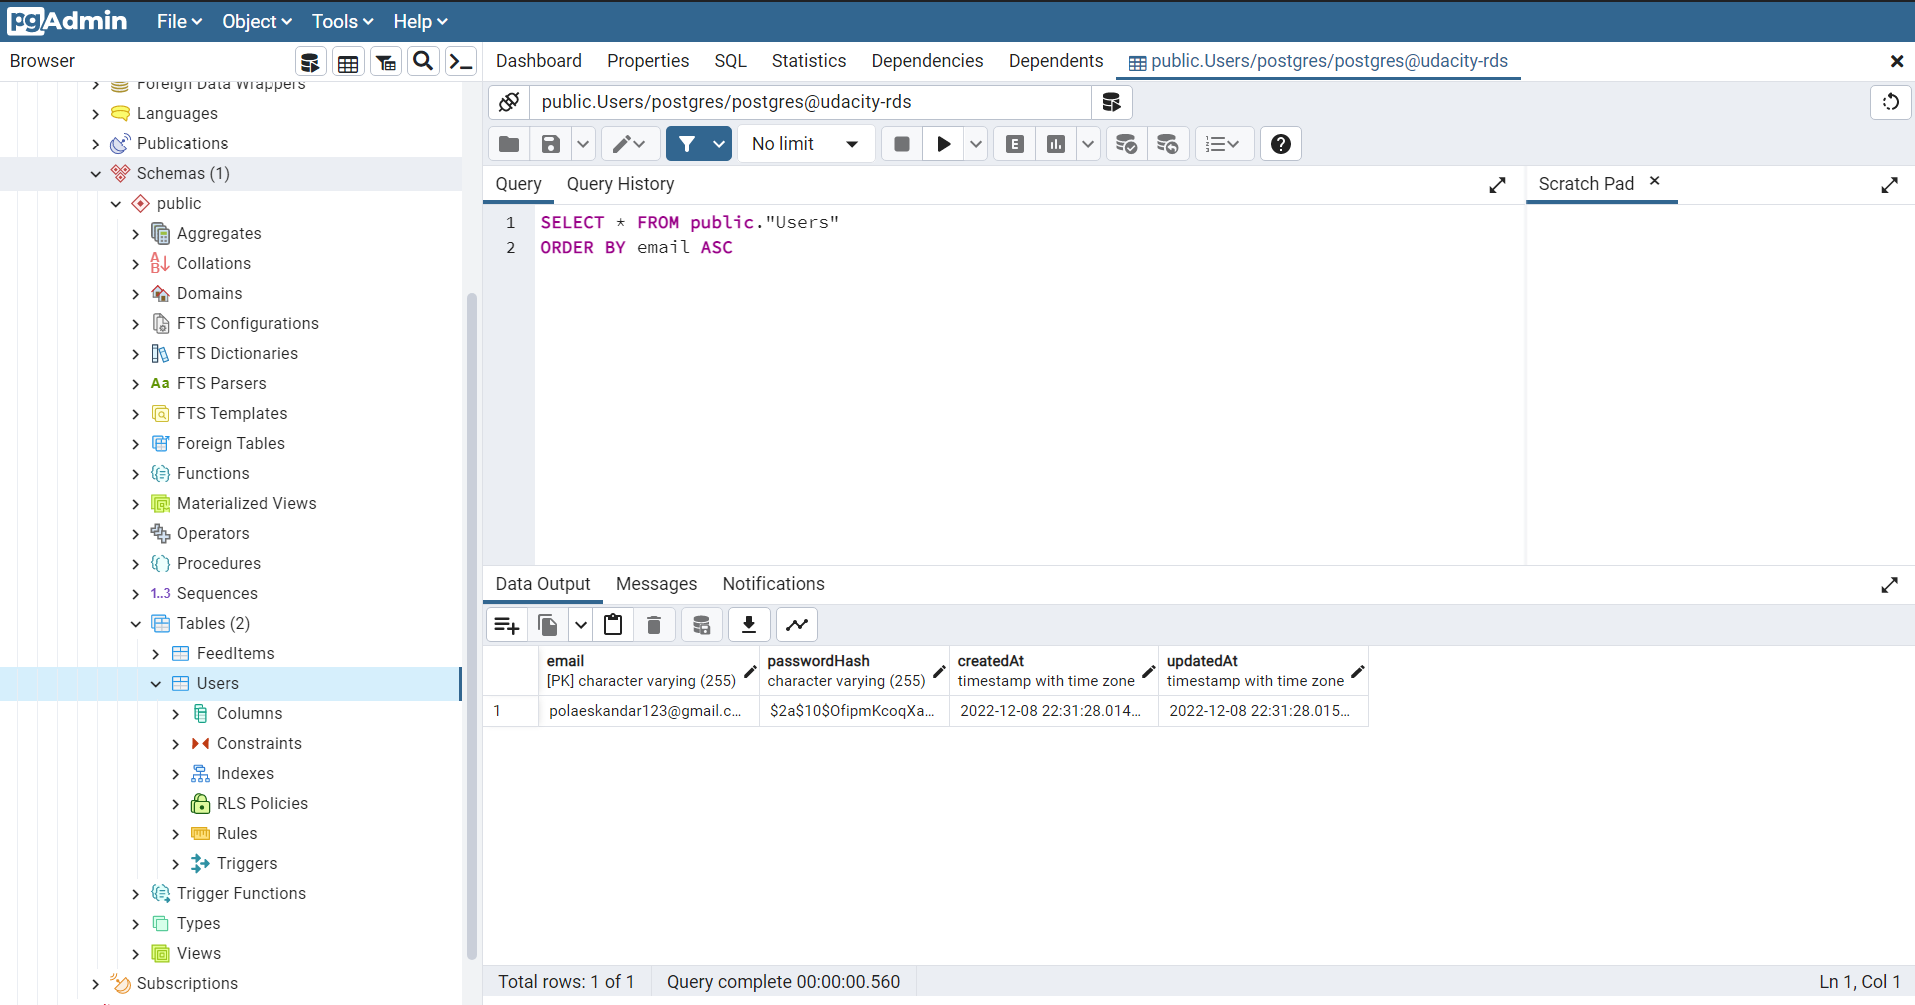 pgAdmin File Object Tools Help
Browser
Dashboard Properties SQL Statistics Dependencies Dependents public.Users/postgres/postgres@udacity-rds
Foreign Data Wrappers
Languages
Publications
Schemas (1)
public
Aggregates
Collations
Domains
FTS Configurations
FTS Dictionaries
Aa FTS Parsers
FTS Templates
Foreign Tables
Functions
Materialized Views
Operators
Procedures
1..3 Sequences
Tables (2)
FeedItems
Users
Columns
Constraints
Indexes
RLS Policies
Rules
Triggers
Trigger Functions
Types
Views
Subscriptions
public.Users/postgres/postgres@udacity-rds
No limit E
Query Query History
Scratch Pad
1 SELECT * FROM public."Users"
2 ORDER BY email ASC
Data Output Messages Notifications
email passwordHash createdAt updatedAt
[PK] character varying (255) character varying (255) timestamp with time zone timestamp with time zone
1 polaeskandar123@gmail.c... $2a$10$OfipmKcoqXa... 2022-12-08 22:31:28.014... 2022-12-08 22:31:28.015...
Total rows: 1 of 1 Query complete 00:00:00.560 Ln 1, Col 1